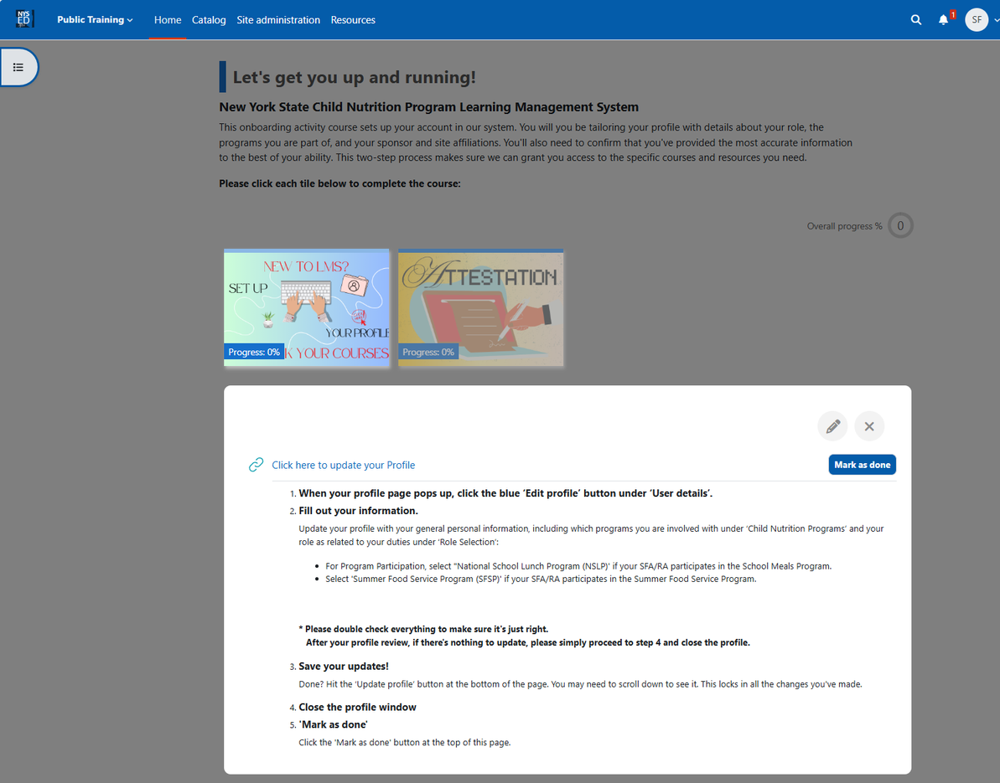 NYS
ED
Public Training
Home
Catalog
Site administration
Resources
1
SF
Let's get you up and running!
New York State Child Nutrition Program Learning Management System
This onboarding activity course sets up your account in our system. You will you be tailoring your profile with details about your role, the
programs you are part of, and your sponsor and site affiliations. You'll also need to confirm that you've provided the most accurate information
to the best of your ability. This two-step process makes sure we can grant you access to the specific courses and resources you need.
Please click each tile below to complete the course:
Overall progress % 0
NEW TO LMS?
SET UP
YOUR PROFILE
K YOUR COURSES
Progress: 0%
ATTESTATION
Progress: 0%
Click here to update your Profile
Mark as done
1. When your profile page pops up, click the blue ‘Edit profile’ button under ‘User details’.
2. Fill out your information.
Update your profile with your general personal information, including which programs you are involved with under ‘Child Nutrition Programs’ and your
role as related to your duties under ‘Role Selection’:
• For Program Participation, select "National School Lunch Program (NSLP)' if your SFA/RA participates in the School Meals Program.
• Select 'Summer Food Service Program (SFSP)' if your SFA/RA participates in the Summer Food Service Program.
* Please double check everything to make sure it's just right.
After your profile review, if there's nothing to update, please simply proceed to step 4 and close the profile.
3. Save your updates!
Done? Hit the ‘Update profile’ button at the bottom of the page. You may need to scroll down to see it. This locks in all the changes you've made.
4. Close the profile window
5. 'Mark as done'
Click the 'Mark as done' button at the top of this page.